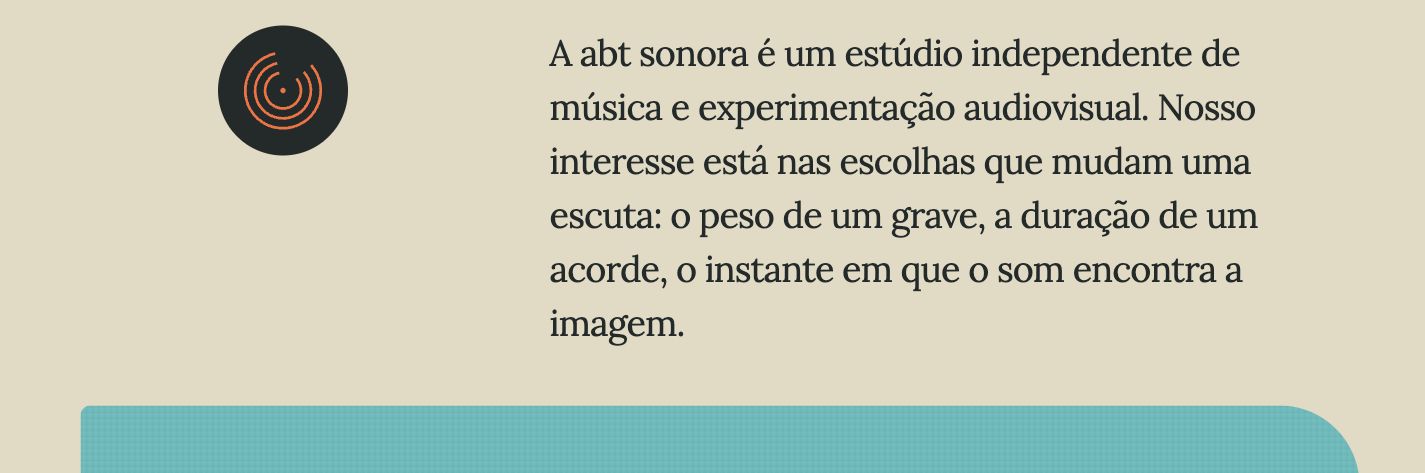 A abt sonora é um estúdio independente de
música e experimentação audiovisual. Nosso
interesse está nas escolhas que mudam uma
escuta: o peso de um grave, a duração de um
acorde, o instante em que o som encontra a
imagem.